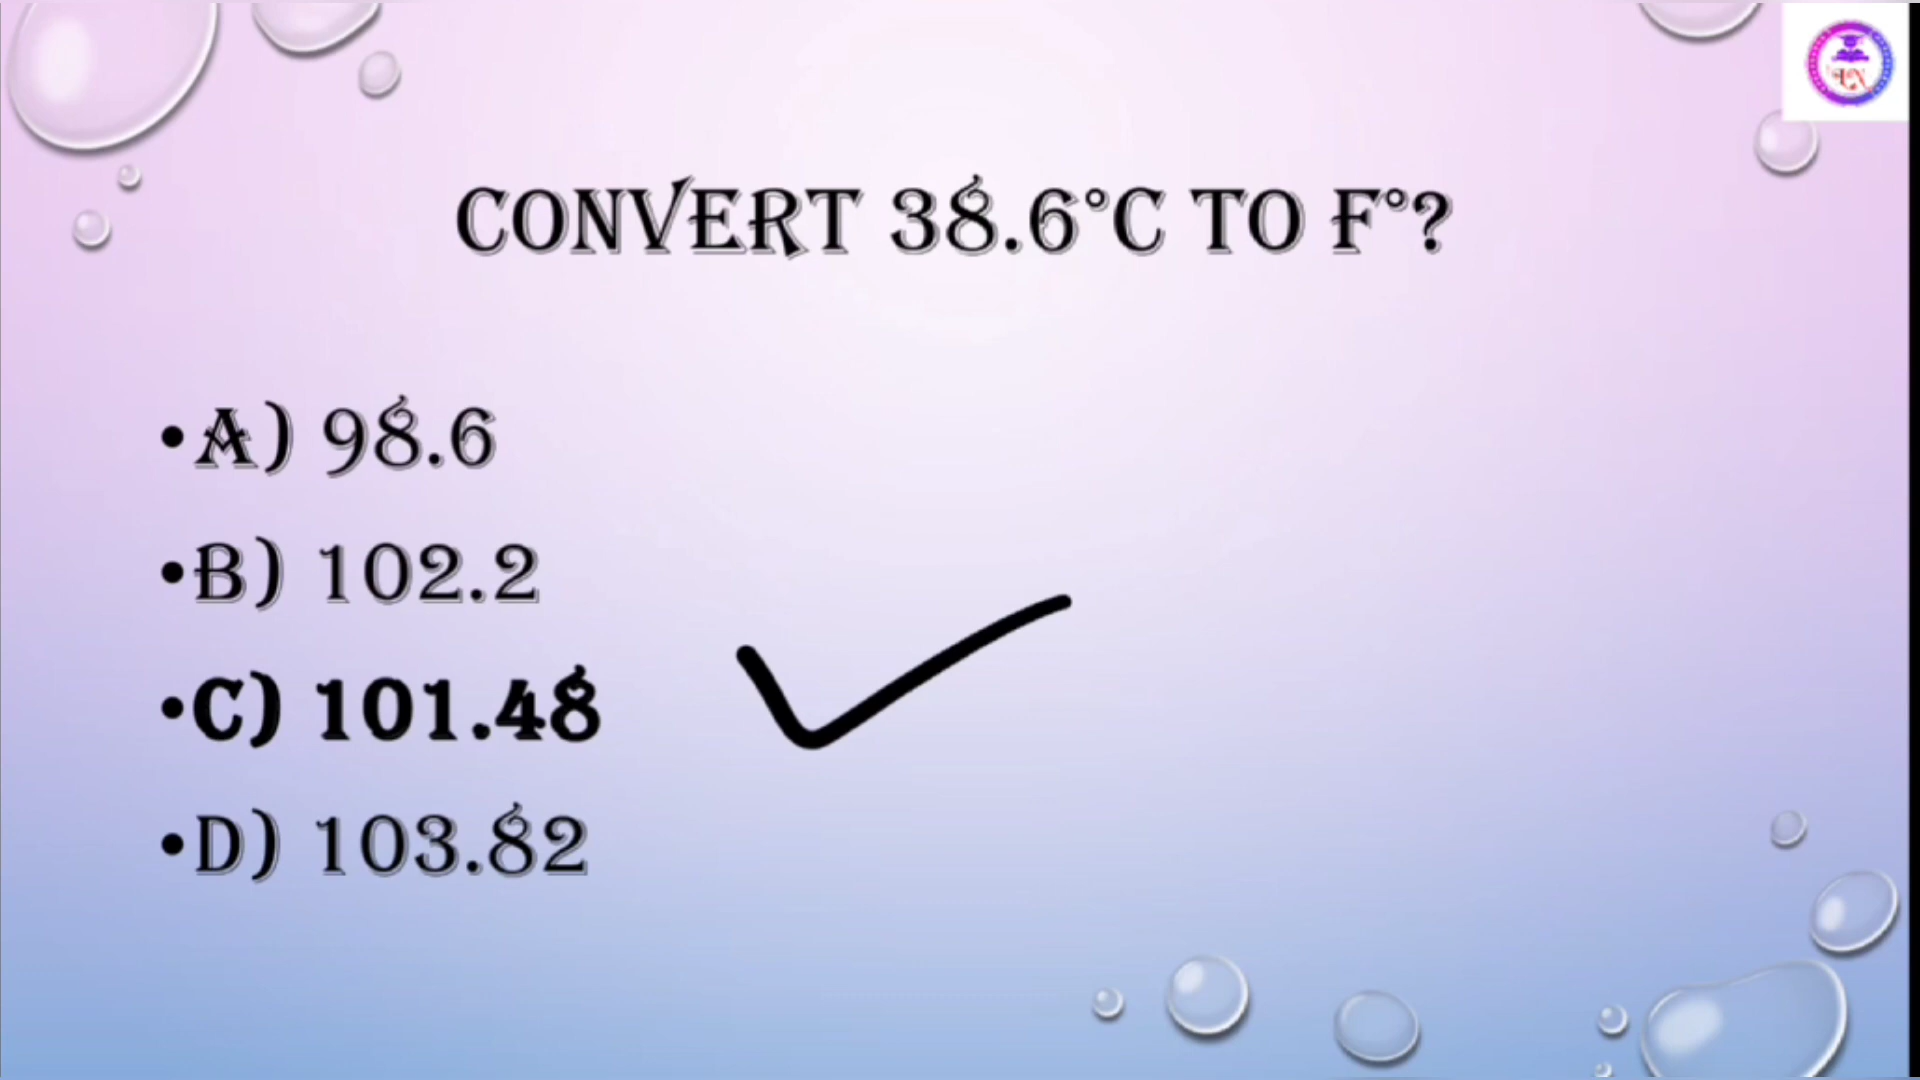 CONVERT 38.6°C TO F°?
•A) 98.6
•B) 102.2
•C) 101.48
•D) 103.82